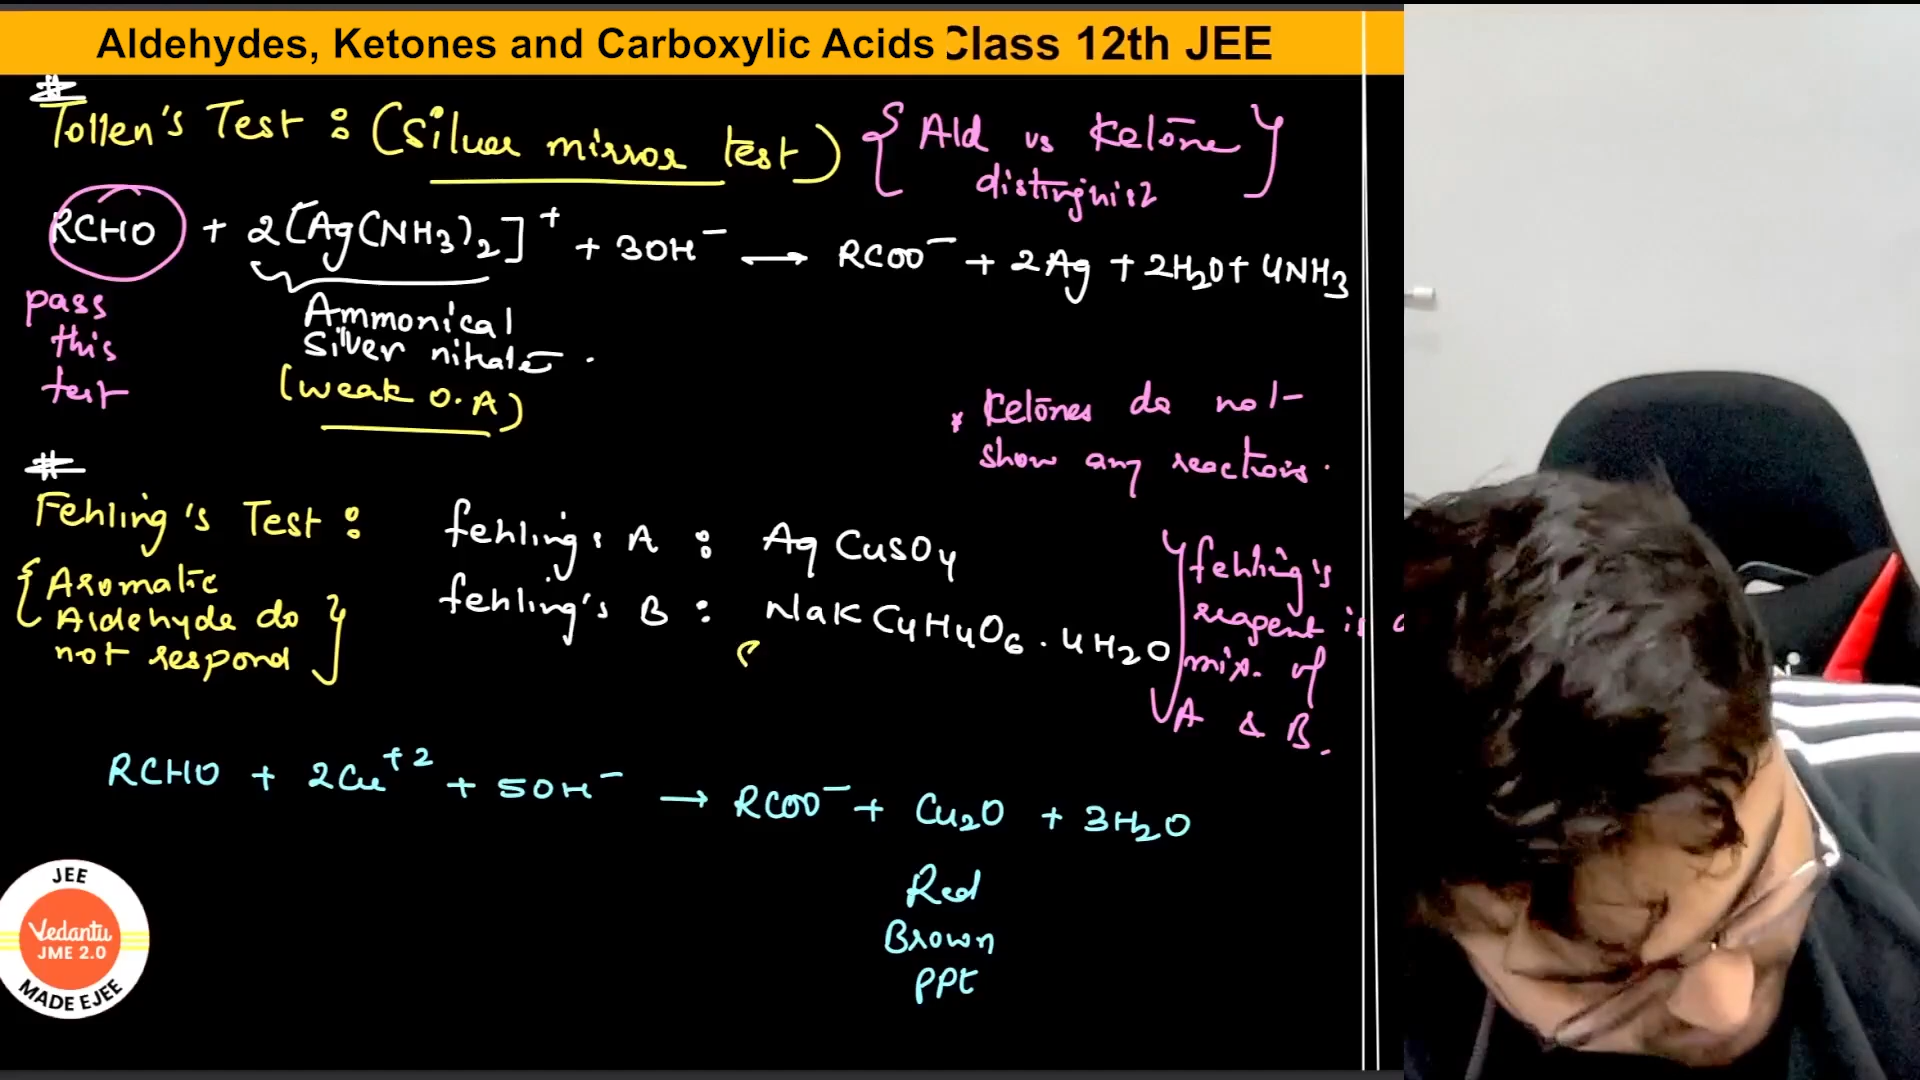 Aldehydes, Ketones and Carboxylic Acids Class 12th JEE
#
Tollen's Test : (Silver mirror test) { Ald vs Ketone
distinguish }
RCHO + 2[Ag(NH3)2]+ + 3OH− → RCOO− + 2Ag + 2H2O + 4NH3
pass
this
test
Ammonical
Silver nitrate.
(weak O.A)
* Ketones do not
show any reactions.
#
Fehling's Test :
{ Aromatic
Aldehyde do
not respond }
fehling's A : Aq CuSO4
fehling's B : NaK C4H4O6 . 4H2O
(
} fehling's
reagent is a
mix. of
A & B.
RCHO + 2Cu+2 + 5OH− → RCOO− + Cu2O + 3H2O
Red
Brown
ppt
JEE
Vedantu
JME 2.0
MADE EJEE